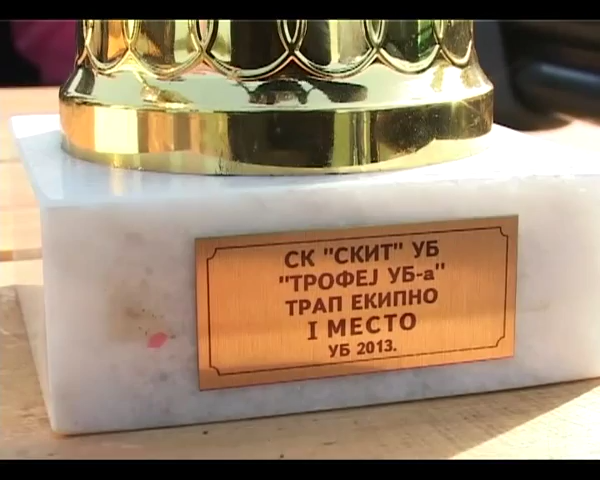 СК "СКИТ" УБ
"ТРОФЕЈ УБ-а"
ТРАП ЕКИПНО
I МЕСТО
УБ 2013.